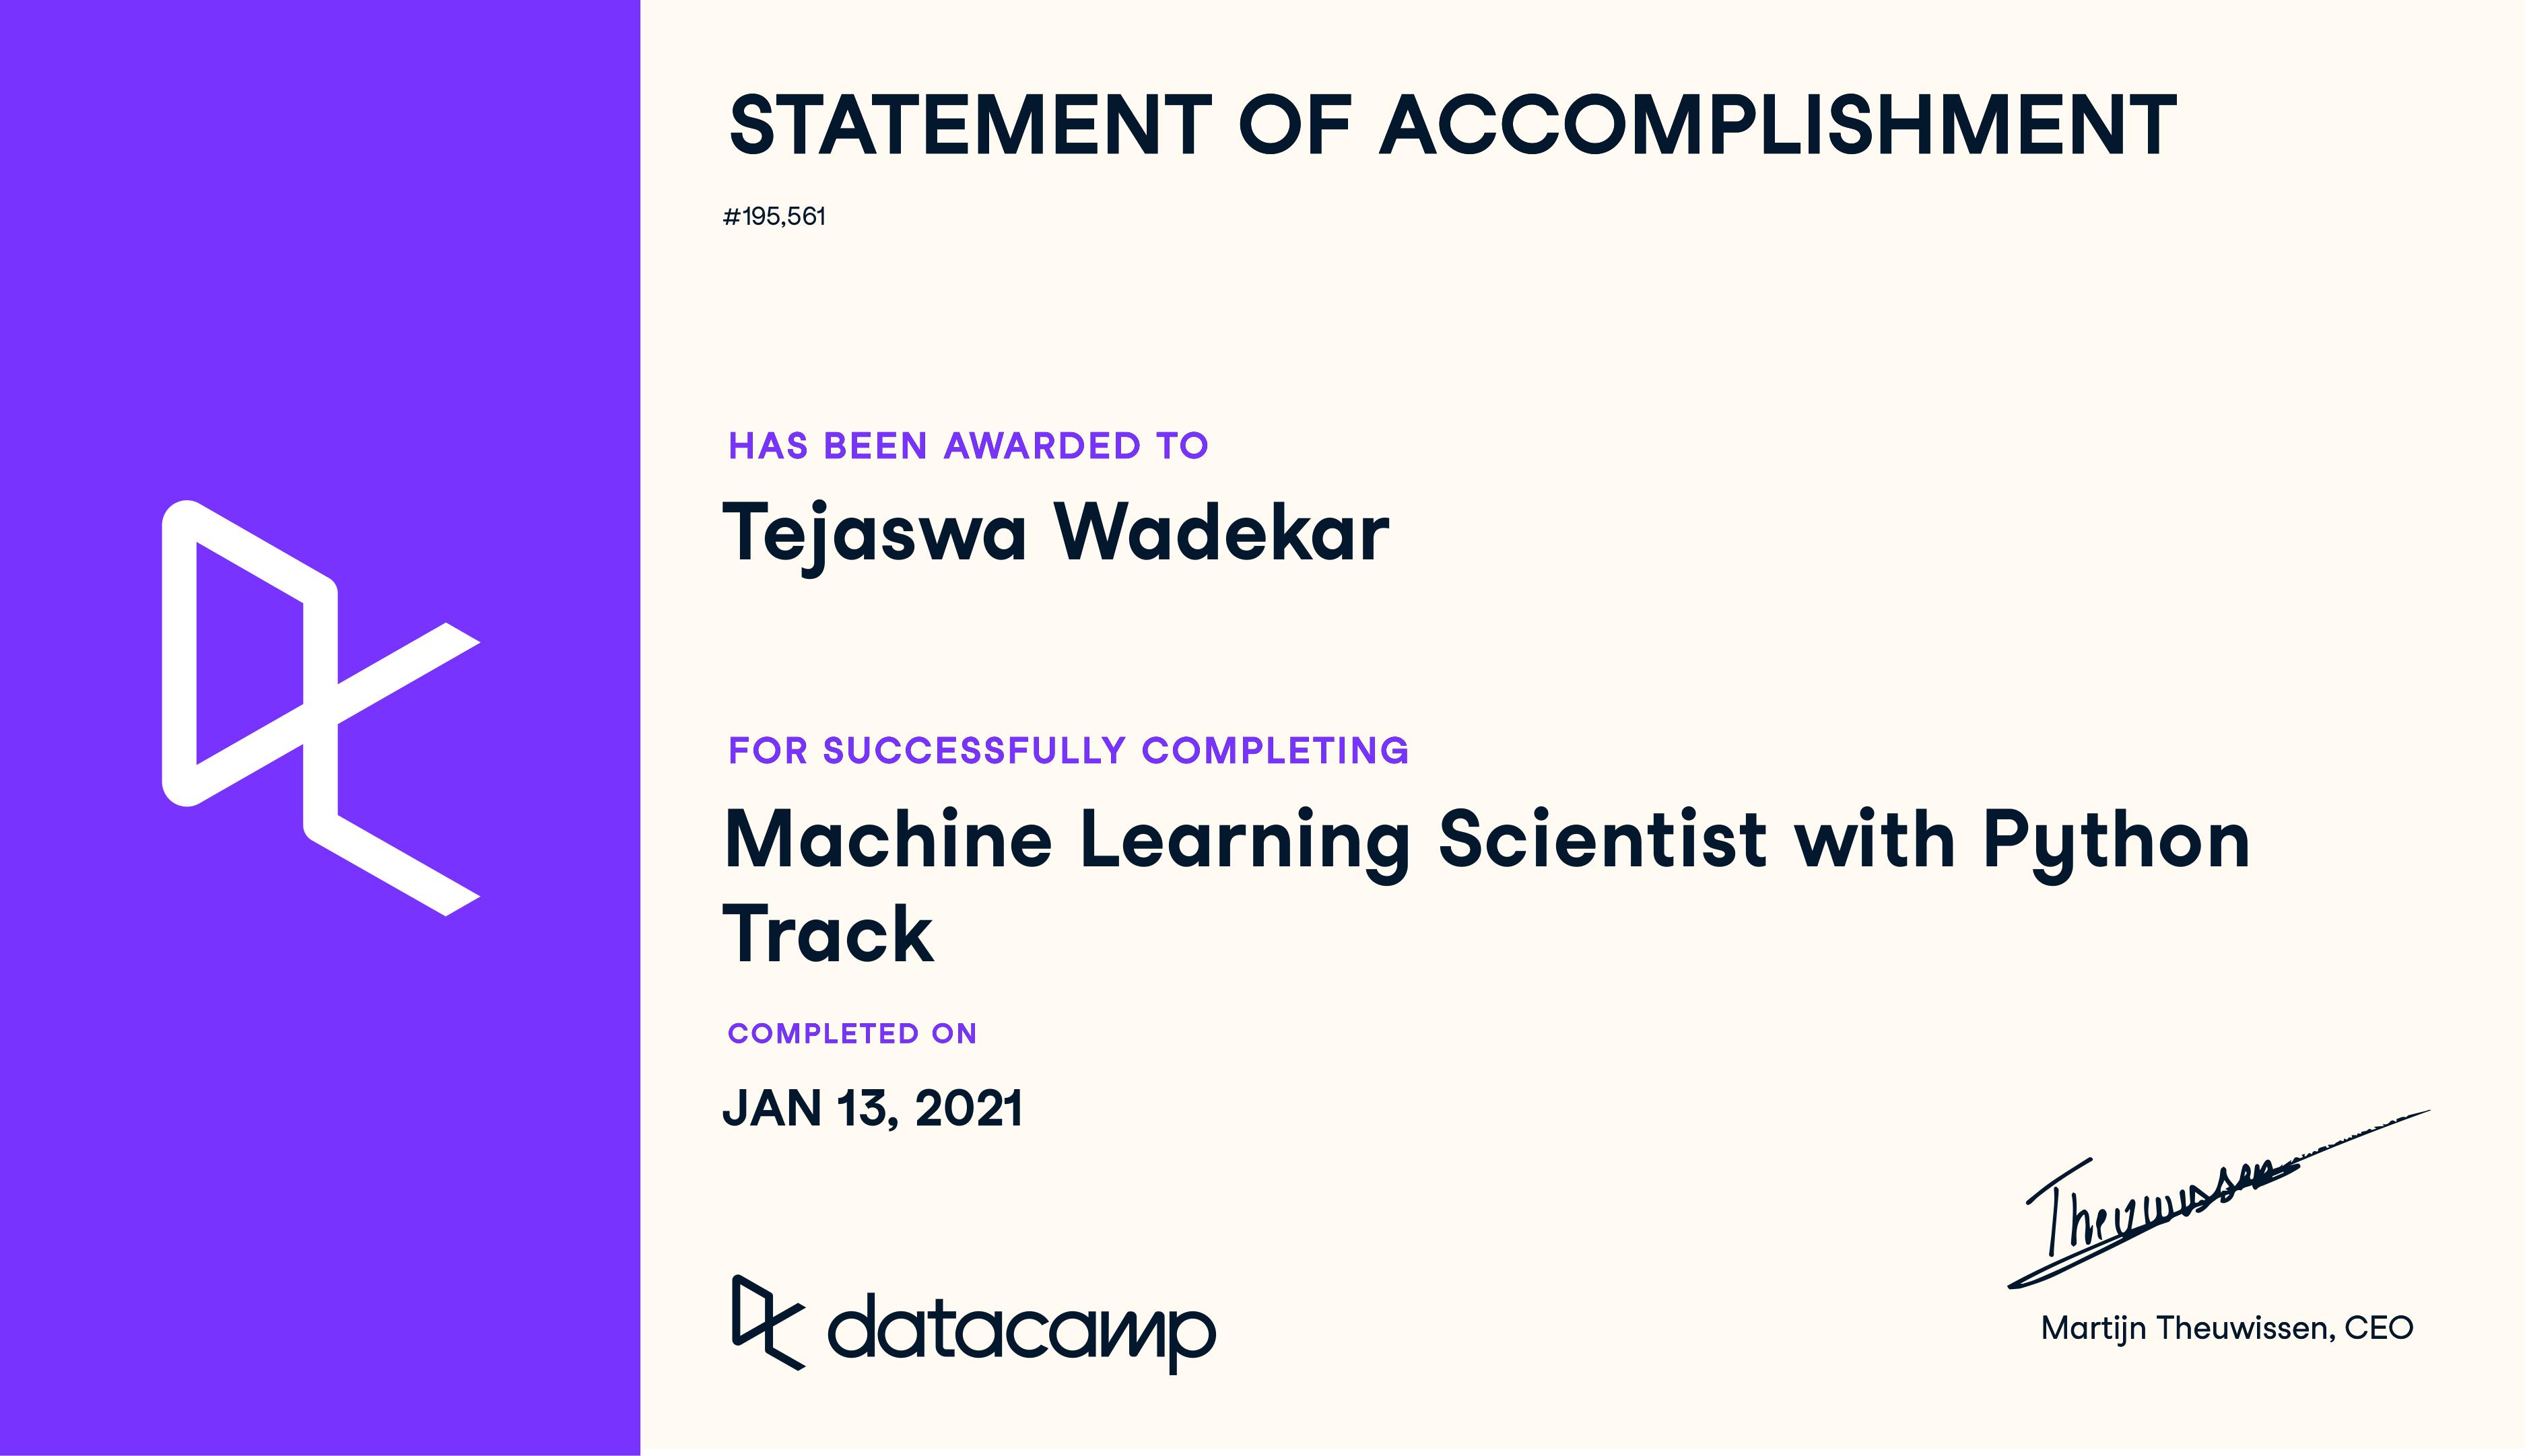 STATEMENT OF ACCOMPLISHMENT
#195,561
HAS BEEN AWARDED TO
Tejaswa Wadekar
FOR SUCCESSFULLY COMPLETING
Machine Learning Scientist with Python
Track
COMPLETED ON
JAN 13, 2021
Theuwissen
datacamp
Martijn Theuwissen, CEO